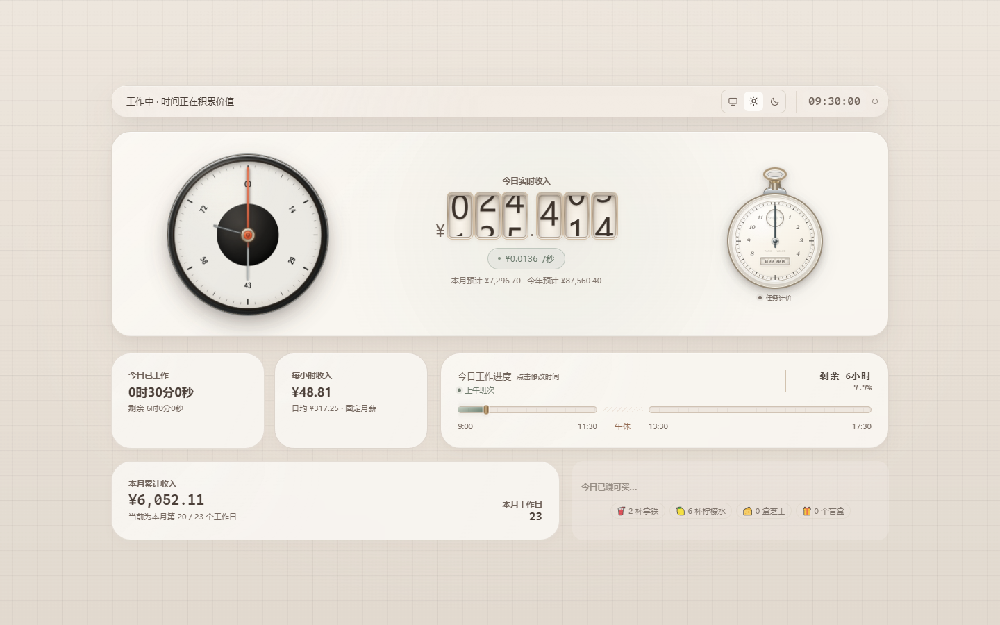 工作中 · 时间正在积累价值
09:30:00
00
14
29
43
58
72
今日实时收入
¥ 024.4
¥0.0136 /秒
本月预计 ¥7,296.70 · 今年预计 ¥87,560.40
11
1
10
2
9
3
8
4
000000
任务计价
今日已工作
0时30分0秒
剩余 6时0分0秒
每小时收入
¥48.81
日均 ¥317.25 · 固定月薪
今日工作进度 点击修改时间
上午班次
剩余 6小时
7.7%
9:00
11:30
午休
13:30
17:30
本月累计收入
¥6,052.11
当前为本月第 20 / 23 个工作日
本月工作日
23
今日已赚可买...
2 杯拿铁
6 杯柠檬水
0 盒芝士
0 个盲盒